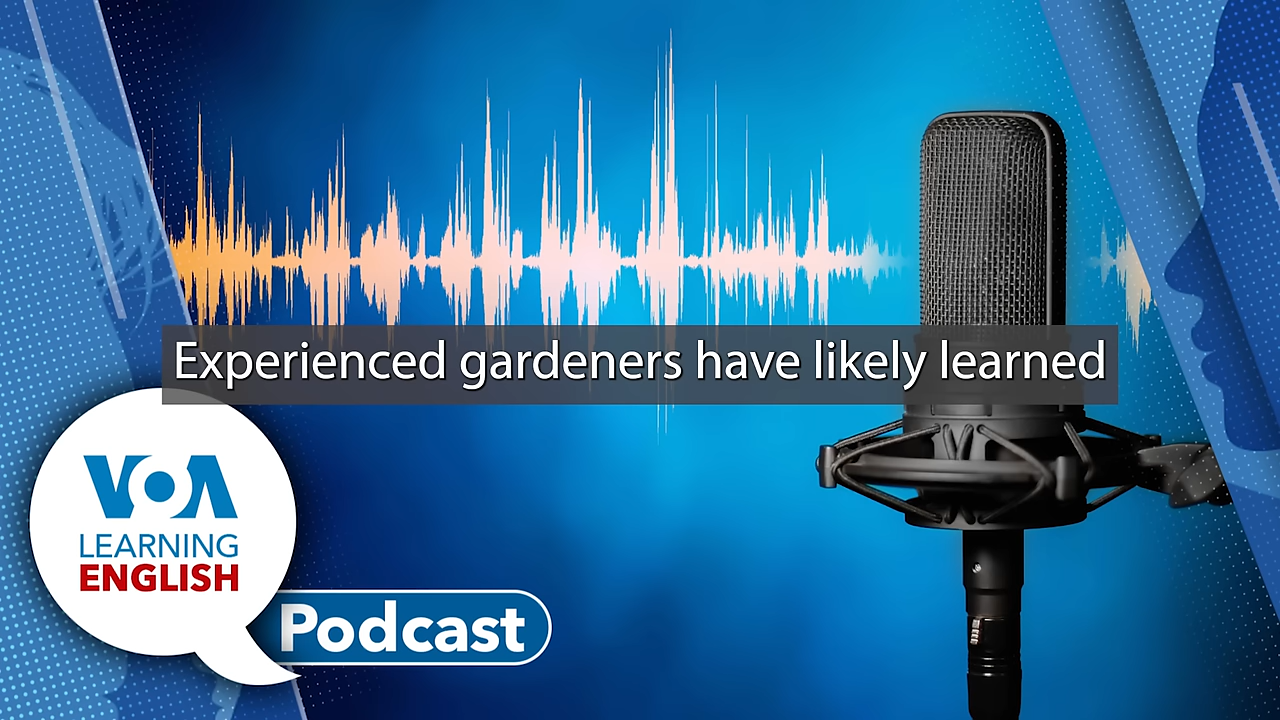 Experienced gardeners have likely learned
VOA
LEARNING
ENGLISH
Podcast